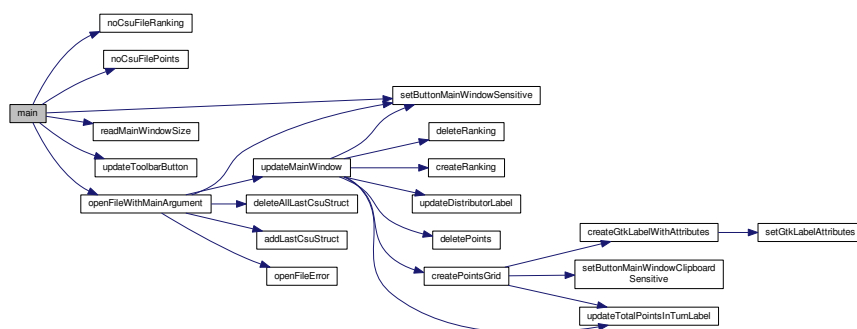 noCsuFileRanking
noCsuFilePoints
setButtonMainWindowSensitive
main
deleteRanking
readMainWindowSize
updateToolbarButton
updateMainWindow
createRanking
openFileWithMainArgument
deleteAllLastCsuStruct
updateDistributorLabel
addLastCsuStruct
deletePoints
createGtkLabelWithAttributes
setGtkLabelAttributes
openFileError
createPointsGrid
setButtonMainWindowClipboard
Sensitive
updateTotalPointsInTurnLabel